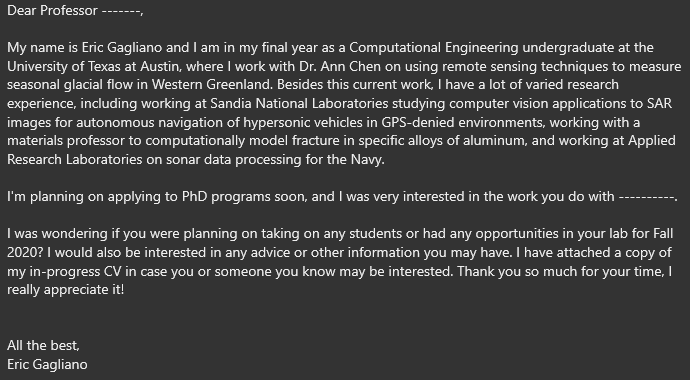 Dear Professor -------,
My name is Eric Gagliano and I am in my final year as a Computational Engineering undergraduate at the
University of Texas at Austin, where I work with Dr. Ann Chen on using remote sensing techniques to measure
seasonal glacial flow in Western Greenland. Besides this current work, I have a lot of varied research
experience, including working at Sandia National Laboratories studying computer vision applications to SAR
images for autonomous navigation of hypersonic vehicles in GPS-denied environments, working with a
materials professor to computationally model fracture in specific alloys of aluminum, and working at Applied
Research Laboratories on sonar data processing for the Navy.
I'm planning on applying to PhD programs soon, and I was very interested in the work you do with ----------.
I was wondering if you were planning on taking on any students or had any opportunities in your lab for Fall
2020? I would also be interested in any advice or other information you may have. I have attached a copy of
my in-progress CV in case you or someone you know may be interested. Thank you so much for your time, I
really appreciate it!
All the best,
Eric Gagliano